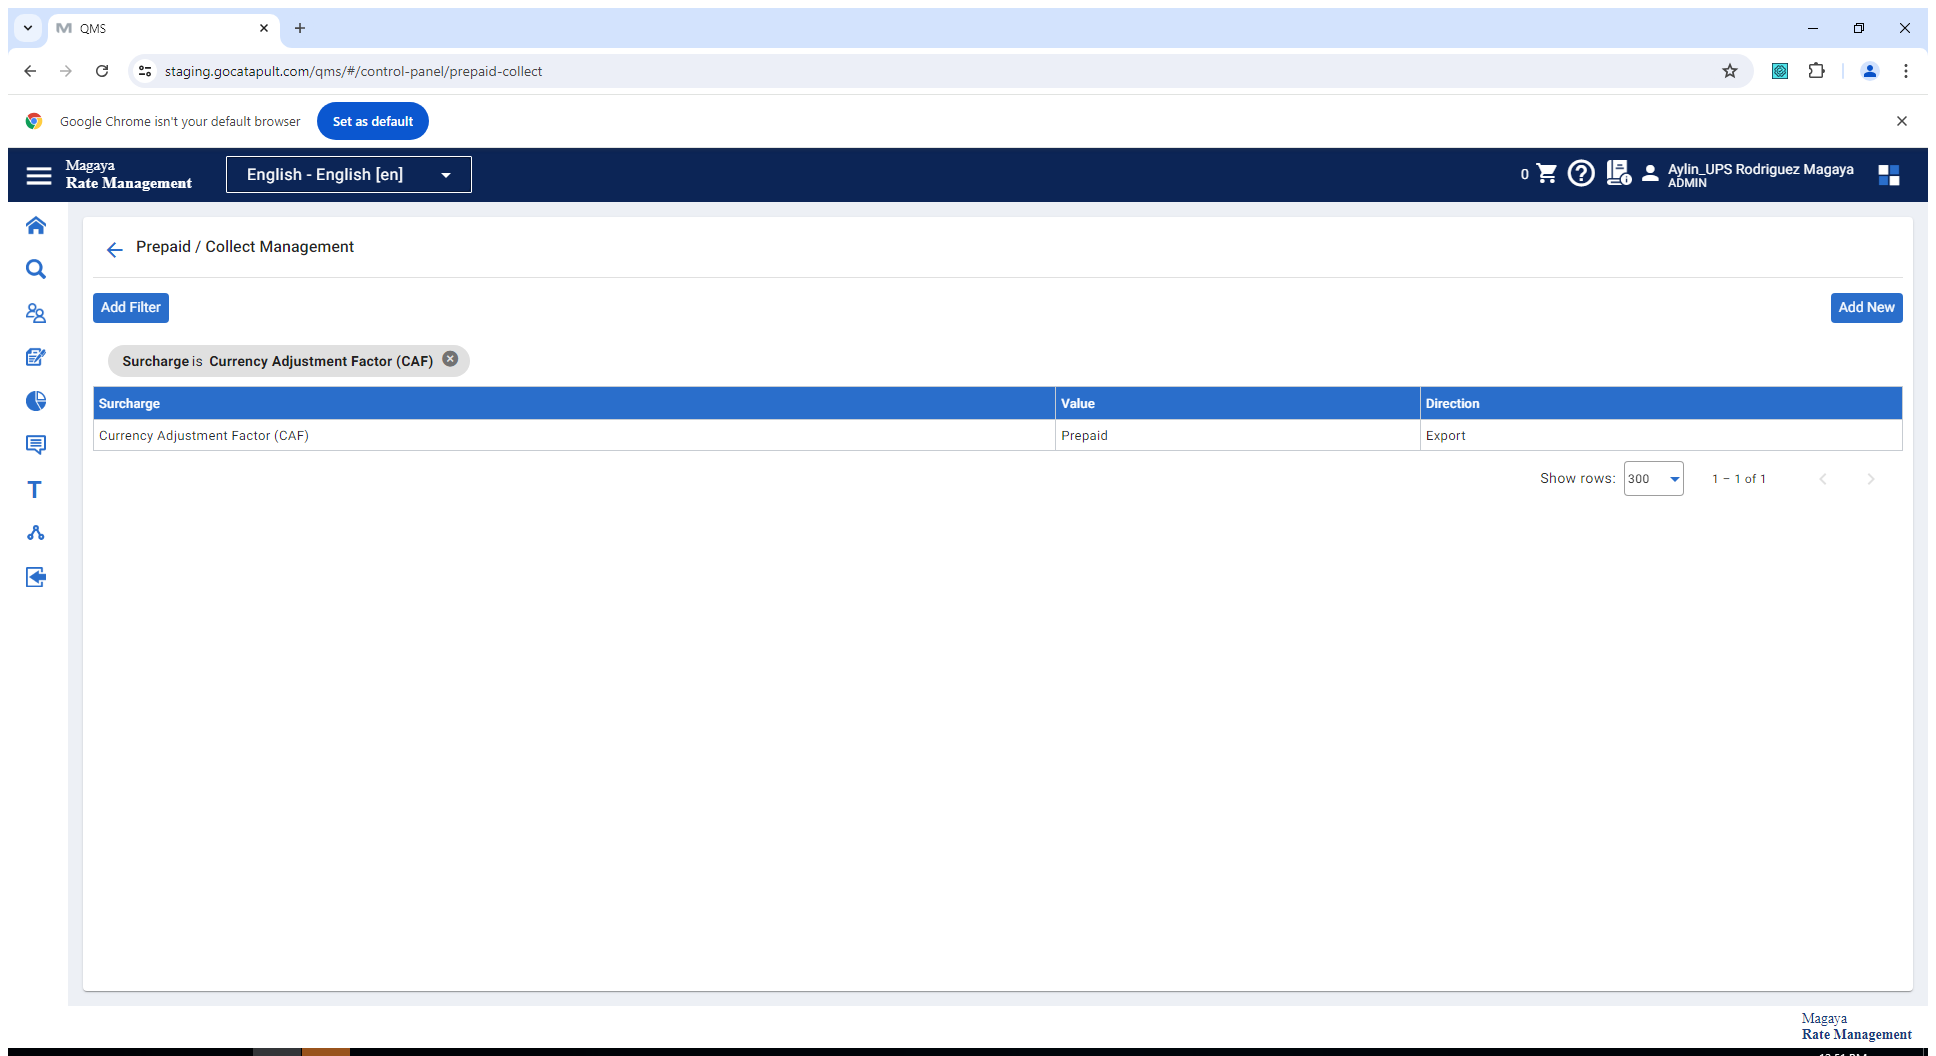 QMS
staging.gocatapult.com/qms/#/control-panel/prepaid-collect
Google Chrome isn't your default browser
Set as default
Magaya
Rate Management
English - English [en]
0
Aylin_UPS Rodriguez Magaya
ADMIN
Prepaid / Collect Management
Add Filter
Add New
Surcharge is Currency Adjustment Factor (CAF)
Surcharge Value Direction
Currency Adjustment Factor (CAF) Prepaid Export
Show rows: 300 1 – 1 of 1
Magaya
Rate Management